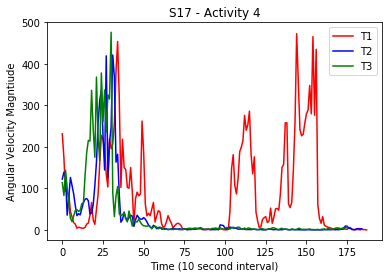 S17 - Activity 4
T1
T2
T3
Angular Velocity Magntiude
500
400
300
200
100
0
0 25 50 75 100 125 150 175
Time (10 second interval)